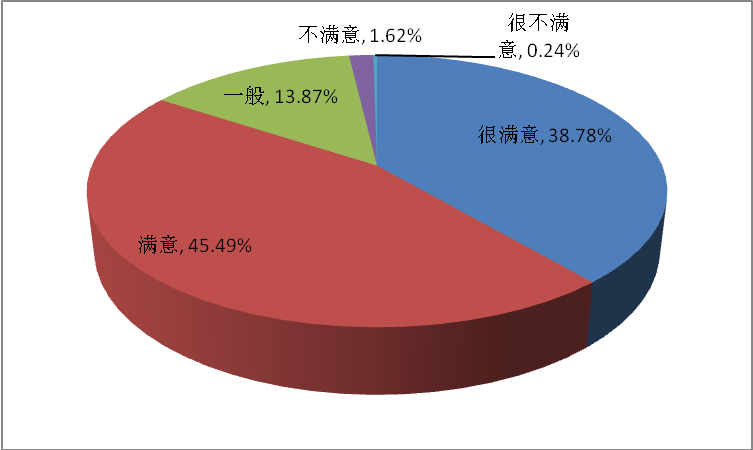 很不满
意, 0.24%
不满意, 1.62%
一般, 13.87%
很满意, 38.78%
满意, 45.49%